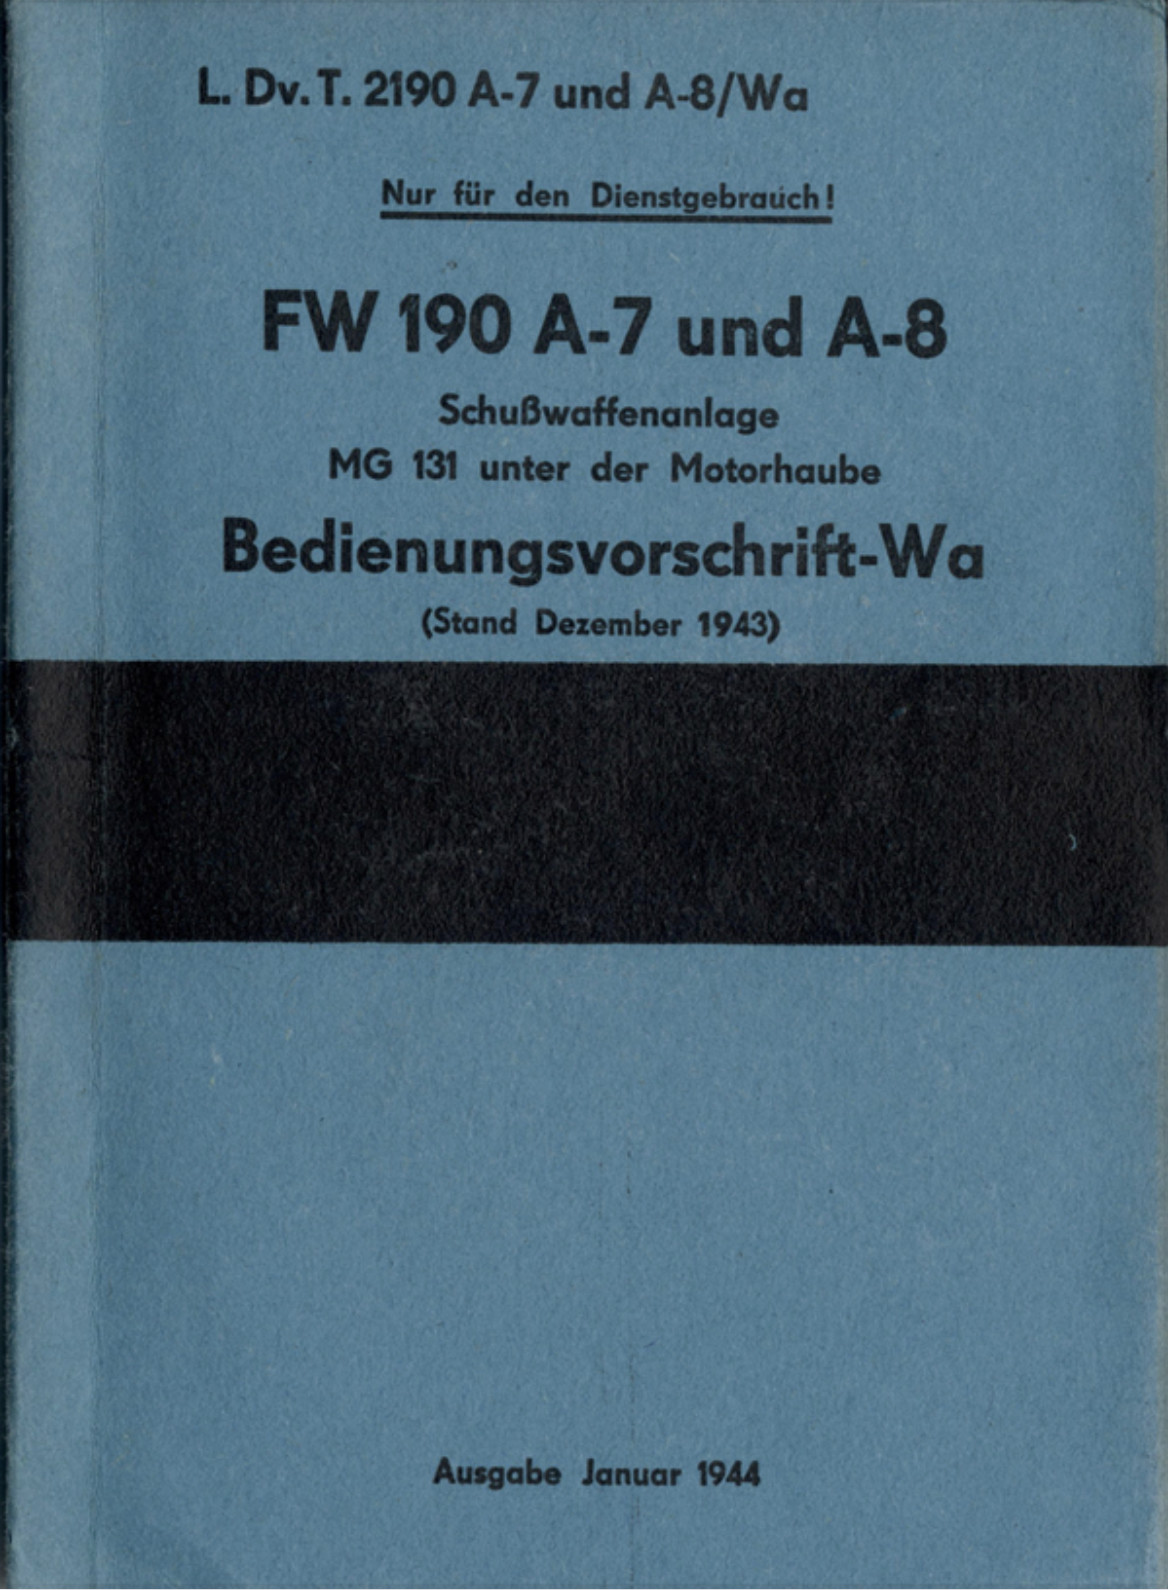 L. Dv. T. 2190 A-7 und A-8/Wa
Nur für den Dienstgebrauch!
FW 190 A-7 und A-8
Schußwaffenanlage
MG 131 unter der Motorhaube
Bedienungsvorschrift-Wa
(Stand Dezember 1943)
Ausgabe Januar 1944